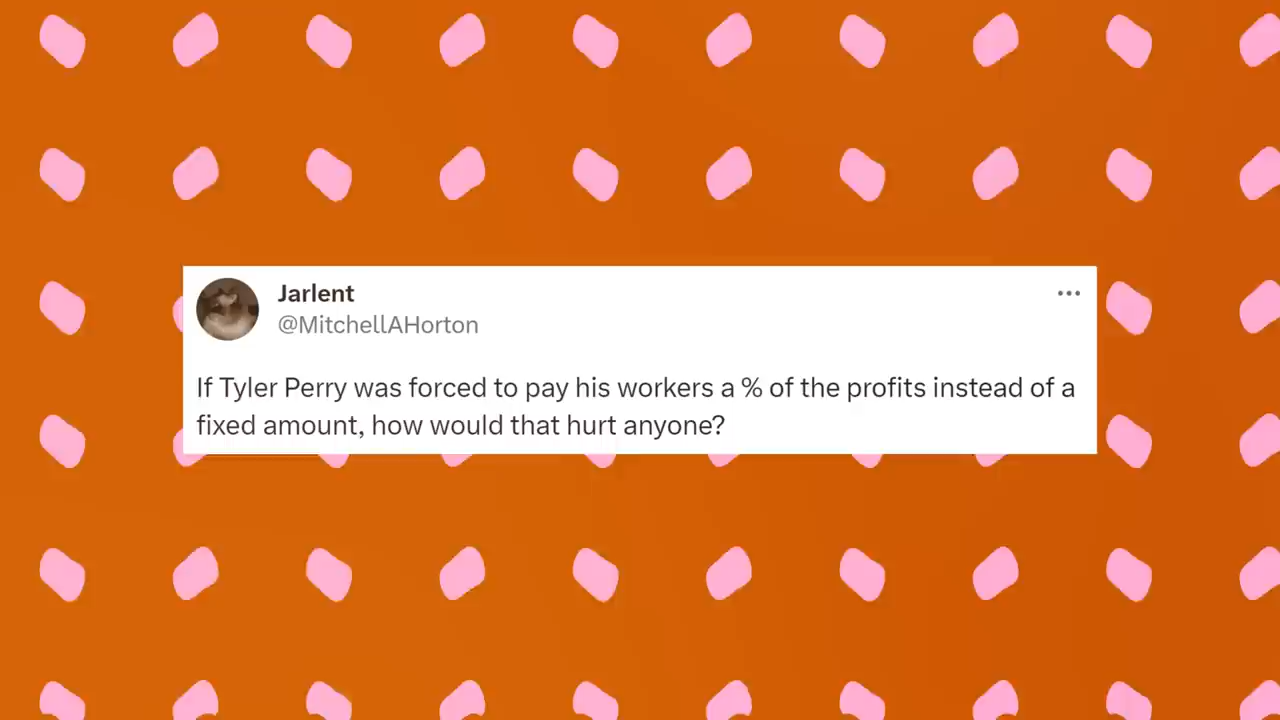 Jarlent
@MitchellAHorton
If Tyler Perry was forced to pay his workers a % of the profits instead of a
fixed amount, how would that hurt anyone?